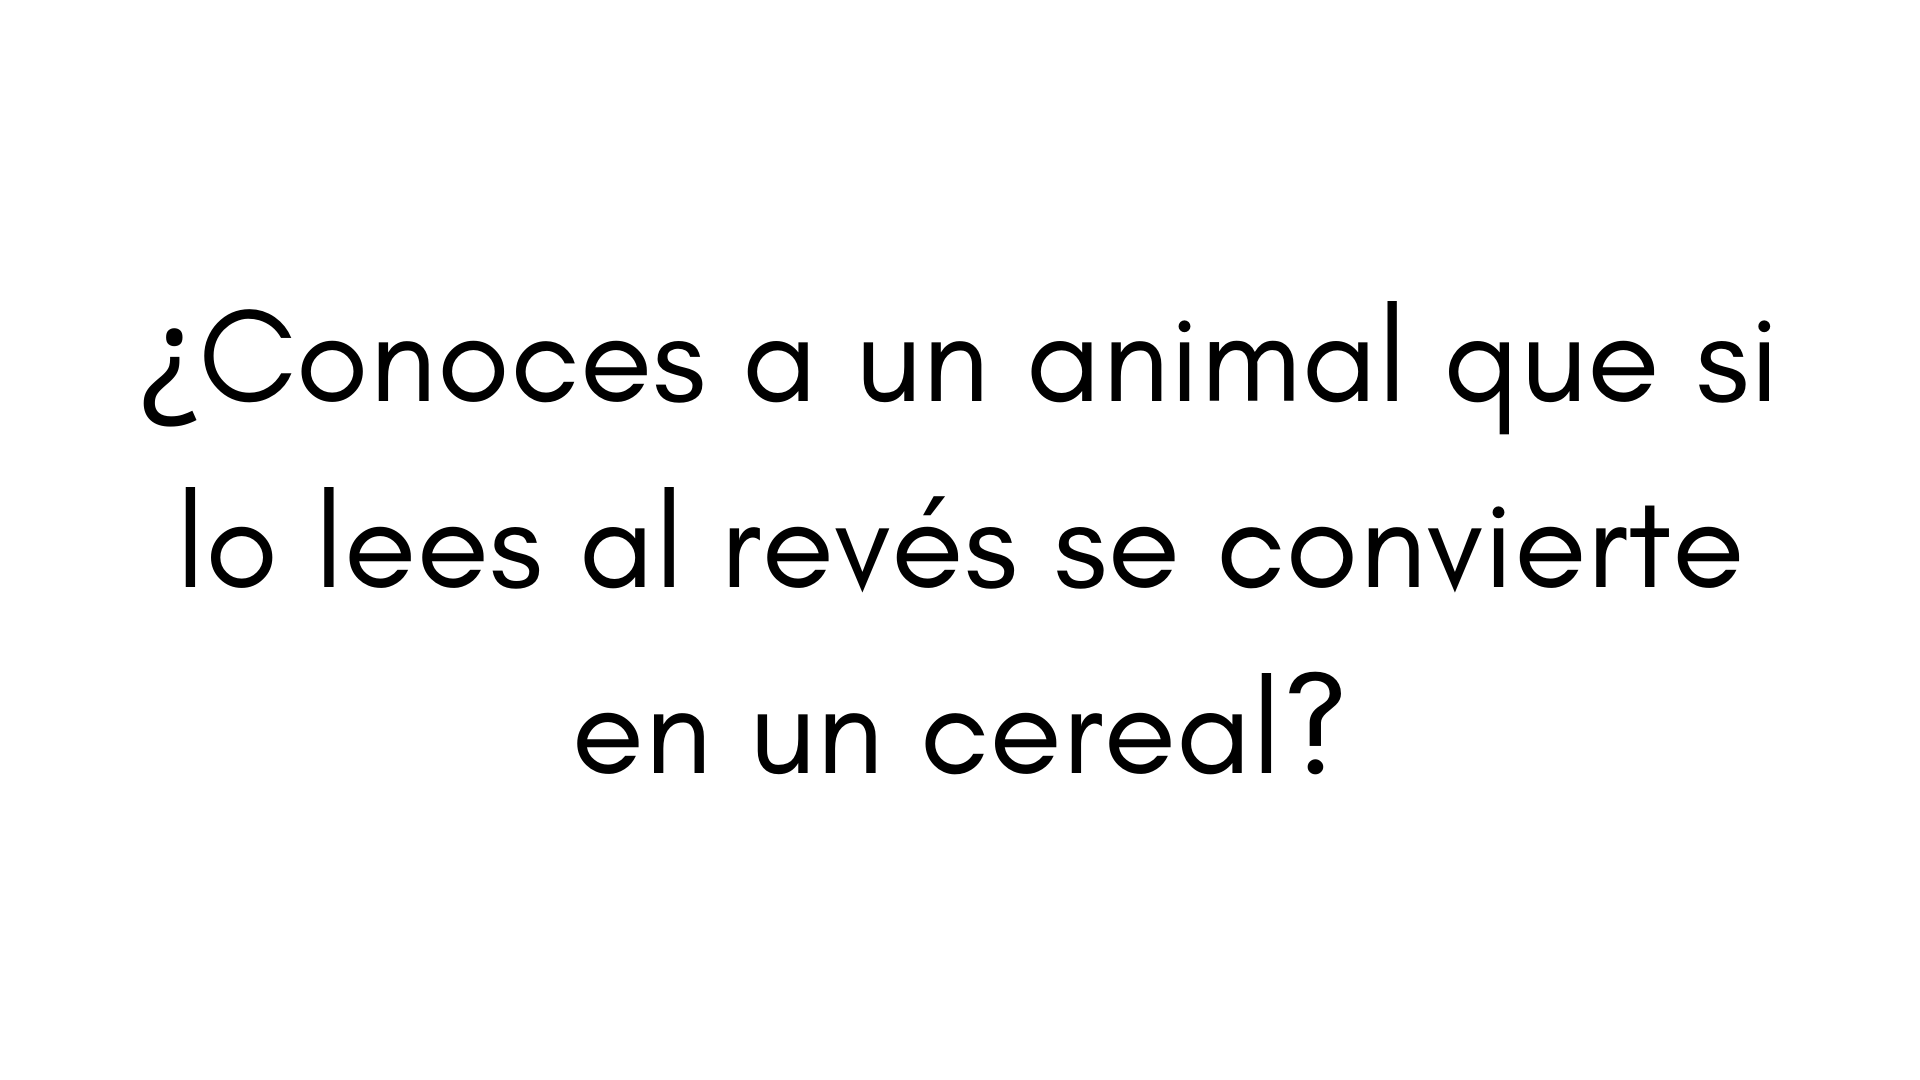 ¿Conoces a un animal que si
lo lees al revés se convierte
en un cereal?